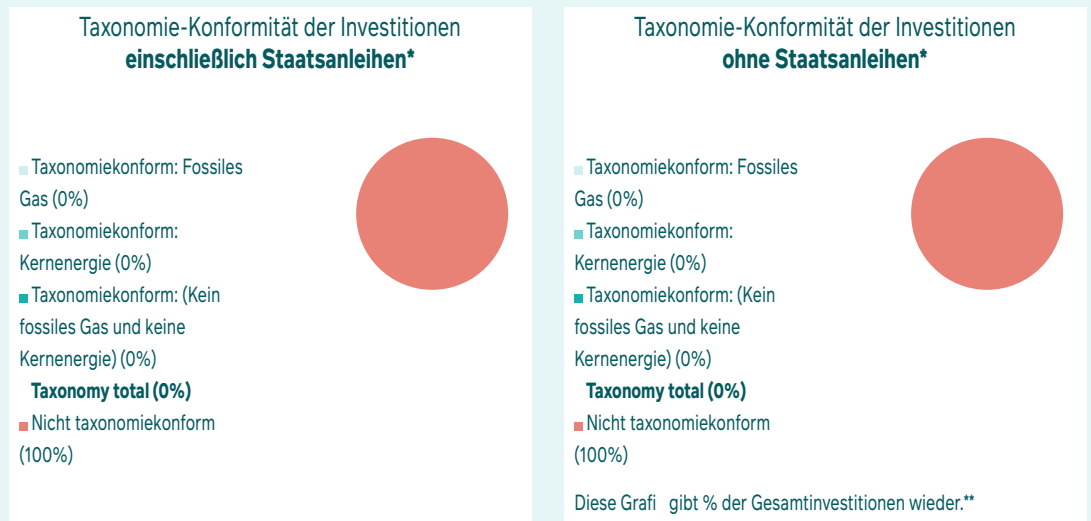 Taxonomie-Konformität der Investitionen
einschließlich Staatsanleihen*
Taxonomiekonform: Fossiles
Gas (0%)
Taxonomiekonform:
Kernenergie (0%)
Taxonomiekonform: (Kein
fossiles Gas und keine
Kernenergie) (0%)
Taxonomy total (0%)
Nicht taxonomiekonform
(100%)
Taxonomie-Konformität der Investitionen
ohne Staatsanleihen*
Taxonomiekonform: Fossiles
Gas (0%)
Taxonomiekonform:
Kernenergie (0%)
Taxonomiekonform: (Kein
fossiles Gas und keine
Kernenergie) (0%)
Taxonomy total (0%)
Nicht taxonomiekonform
(100%)
Diese Grafi gibt % der Gesamtinvestitionen wieder.**